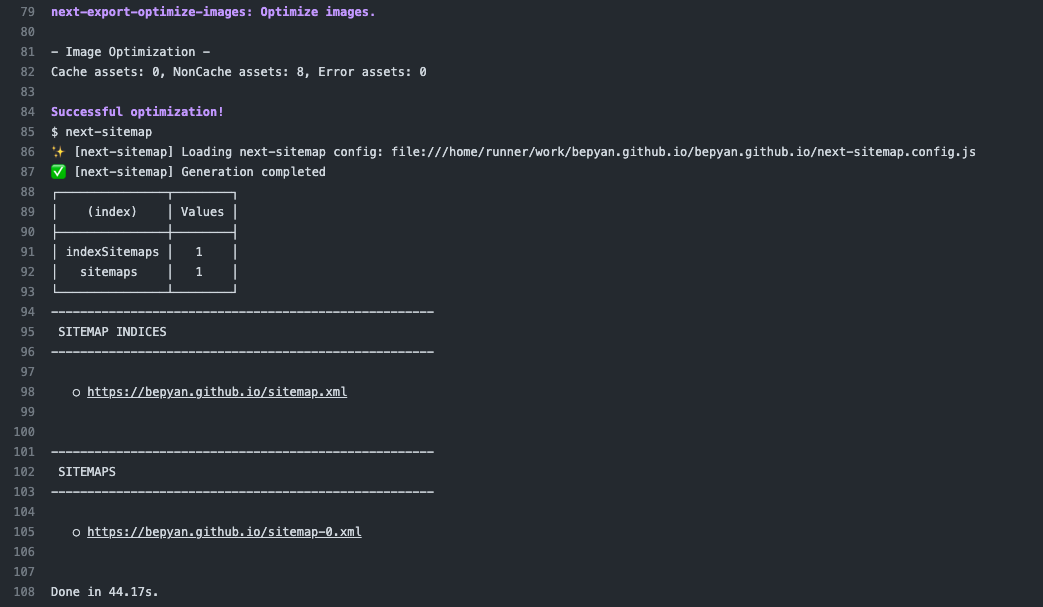 79 next-export-optimize-images: Optimize images.
80
81 - Image Optimization -
82 Cache assets: 0, NonCache assets: 8, Error assets: 0
83
84 Successful optimization!
85 $ next-sitemap
86 ✨ [next-sitemap] Loading next-sitemap config: file:///home/runner/work/bepyan.github.io/bepyan.github.io/next-sitemap.config.js
87 ✅ [next-sitemap] Generation completed
88 ┌───────────────┬────────┐
89 │    (index)    │ Values │
90 ├───────────────┼────────┤
91 │ indexSitemaps │   1    │
92 │   sitemaps    │   1    │
93 └───────────────┴────────┘
94 -----------------------------------------------------
95  SITEMAP INDICES
96 -----------------------------------------------------
97
98    ○ https://bepyan.github.io/sitemap.xml
99
100
101 -----------------------------------------------------
102  SITEMAPS
103 -----------------------------------------------------
104
105    ○ https://bepyan.github.io/sitemap-0.xml
106
107
108 Done in 44.17s.